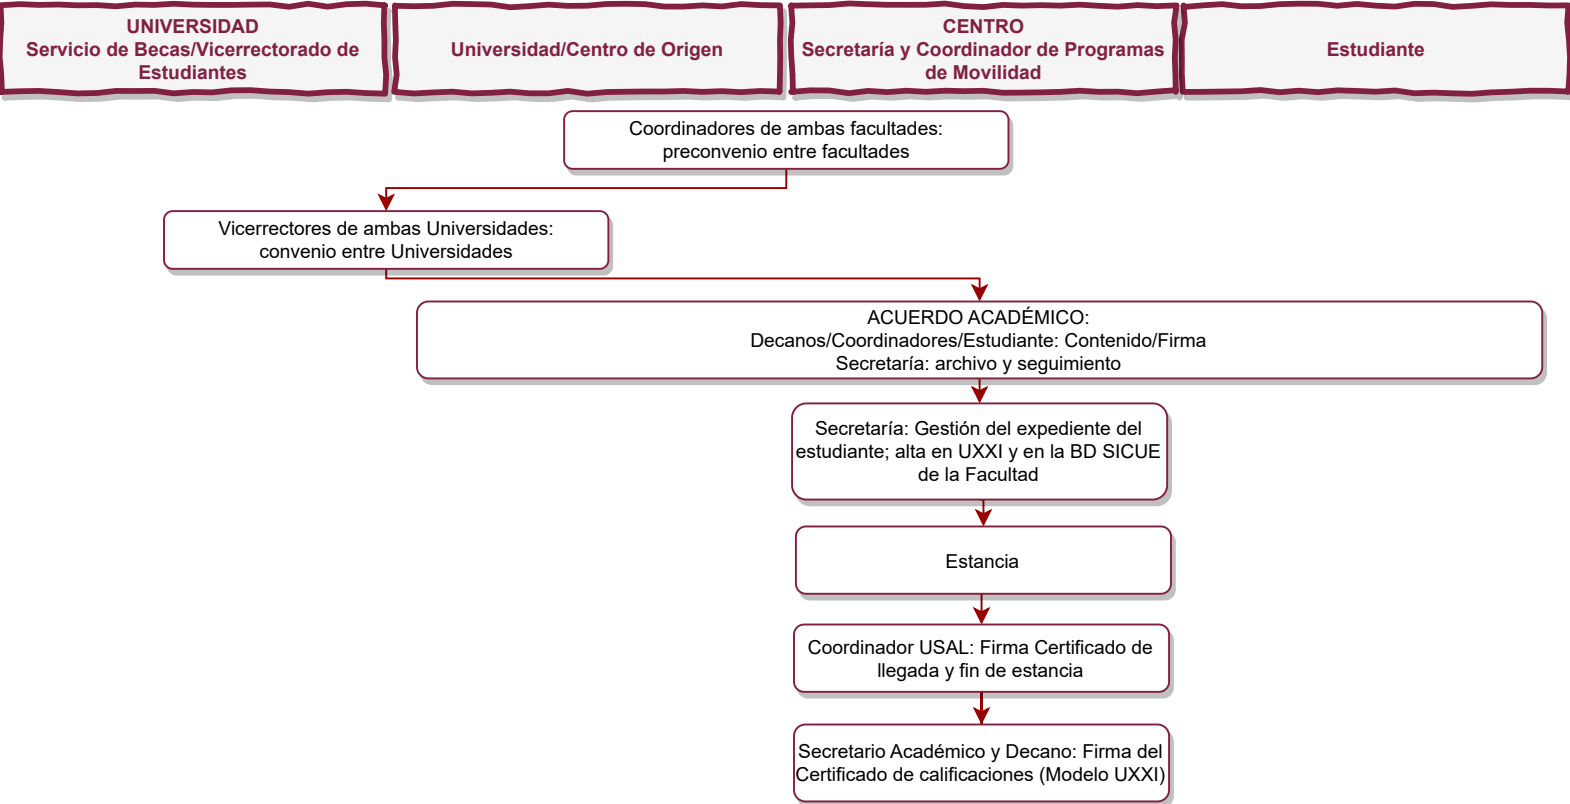 UNIVERSIDAD
Servicio de Becas/Vicerrectorado de
Estudiantes
Universidad/Centro de Origen
CENTRO
Secretaría y Coordinador de Programas
de Movilidad
Estudiante
Coordinadores de ambas facultades:
preconvenio entre facultades
Vicerrectores de ambas Universidades:
convenio entre Universidades
ACUERDO ACADÉMICO:
Decanos/Coordinadores/Estudiante: Contenido/Firma
Secretaría: archivo y seguimiento
Secretaría: Gestión del expediente del
estudiante; alta en UXXI y en la BD SICUE
de la Facultad
Estancia
Coordinador USAL: Firma Certificado de
llegada y fin de estancia
Secretario Académico y Decano: Firma del
Certificado de calificaciones (Modelo UXXI)